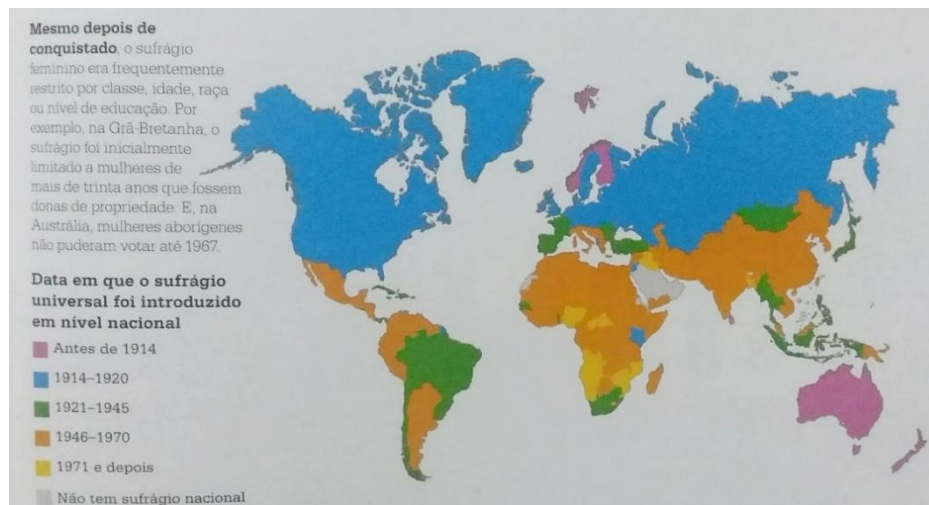 Mesmo depois de
conquistado, o sufrágio
feminino era frequentemente
restrito por classe, idade, raça
ou nível de educação. Por
exemplo, na Grã-Bretanha, o
sufrágio foi inicialmente
limitado a mulheres de
mais de trinta anos que fossem
donas de propriedade. E, na
Austrália, mulheres aborígenes
não puderam votar até 1967.
Data em que o sufrágio
universal foi introduzido
em nível nacional
Antes de 1914
1914–1920
1921–1945
1946–1970
1971 e depois
Não tem sufrágio nacional